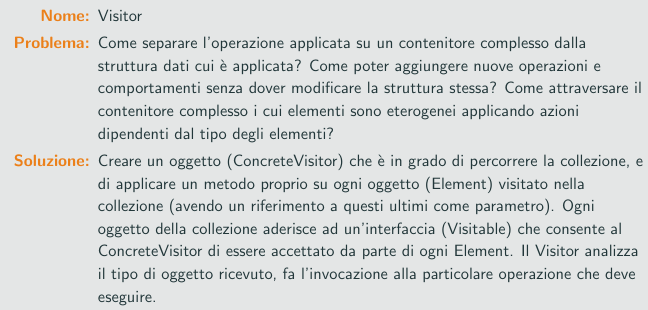 Nome: Visitor
Problema: Come separare l'operazione applicata su un contenitore complesso dalla
struttura dati cui è applicata? Come poter aggiungere nuove operazioni e
comportamenti senza dover modificare la struttura stessa? Come attraversare il
contenitore complesso i cui elementi sono eterogenei applicando azioni
dipendenti dal tipo degli elementi?
Soluzione: Creare un oggetto (ConcreteVisitor) che è in grado di percorrere la collezione, e
di applicare un metodo proprio su ogni oggetto (Element) visitato nella
collezione (avendo un riferimento a questi ultimi come parametro). Ogni
oggetto della collezione aderisce ad un'interfaccia (Visitable) che consente al
ConcreteVisitor di essere accettato da parte di ogni Element. Il Visitor analizza
il tipo di oggetto ricevuto, fa l'invocazione alla particolare operazione che deve
eseguire.